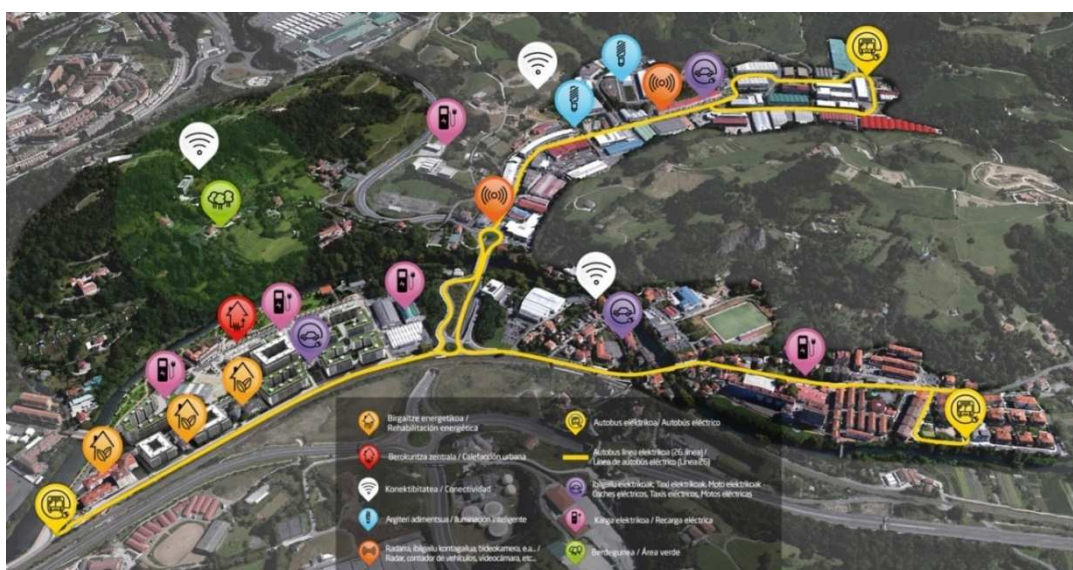 Birgaitze energetikoa /
Rehabilitación energética
Berokuntza zentrala / Calefacción urbana
Konektibitatea / Conectividad
Argiteri adimentsua / Iluminación inteligente
Radarra, ibilgailu kontagailua, bideokamera, e.a... /
Radar, contador de vehículos, videocámara, etc...
Autobus elektrikoa/ Autobús eléctrico
Autobus linea elektrikoa (26. linea) /
/ Línea de autobús eléctrico (Línea 26)
Ibilgailu elektrikoak, Taxi elektrikoak, Moto elektrikoak
Coches eléctricos, Taxis eléctricos, Motos eléctricas
Karga elektrikoa / Recarga eléctrica
Berdegunea / Área verde